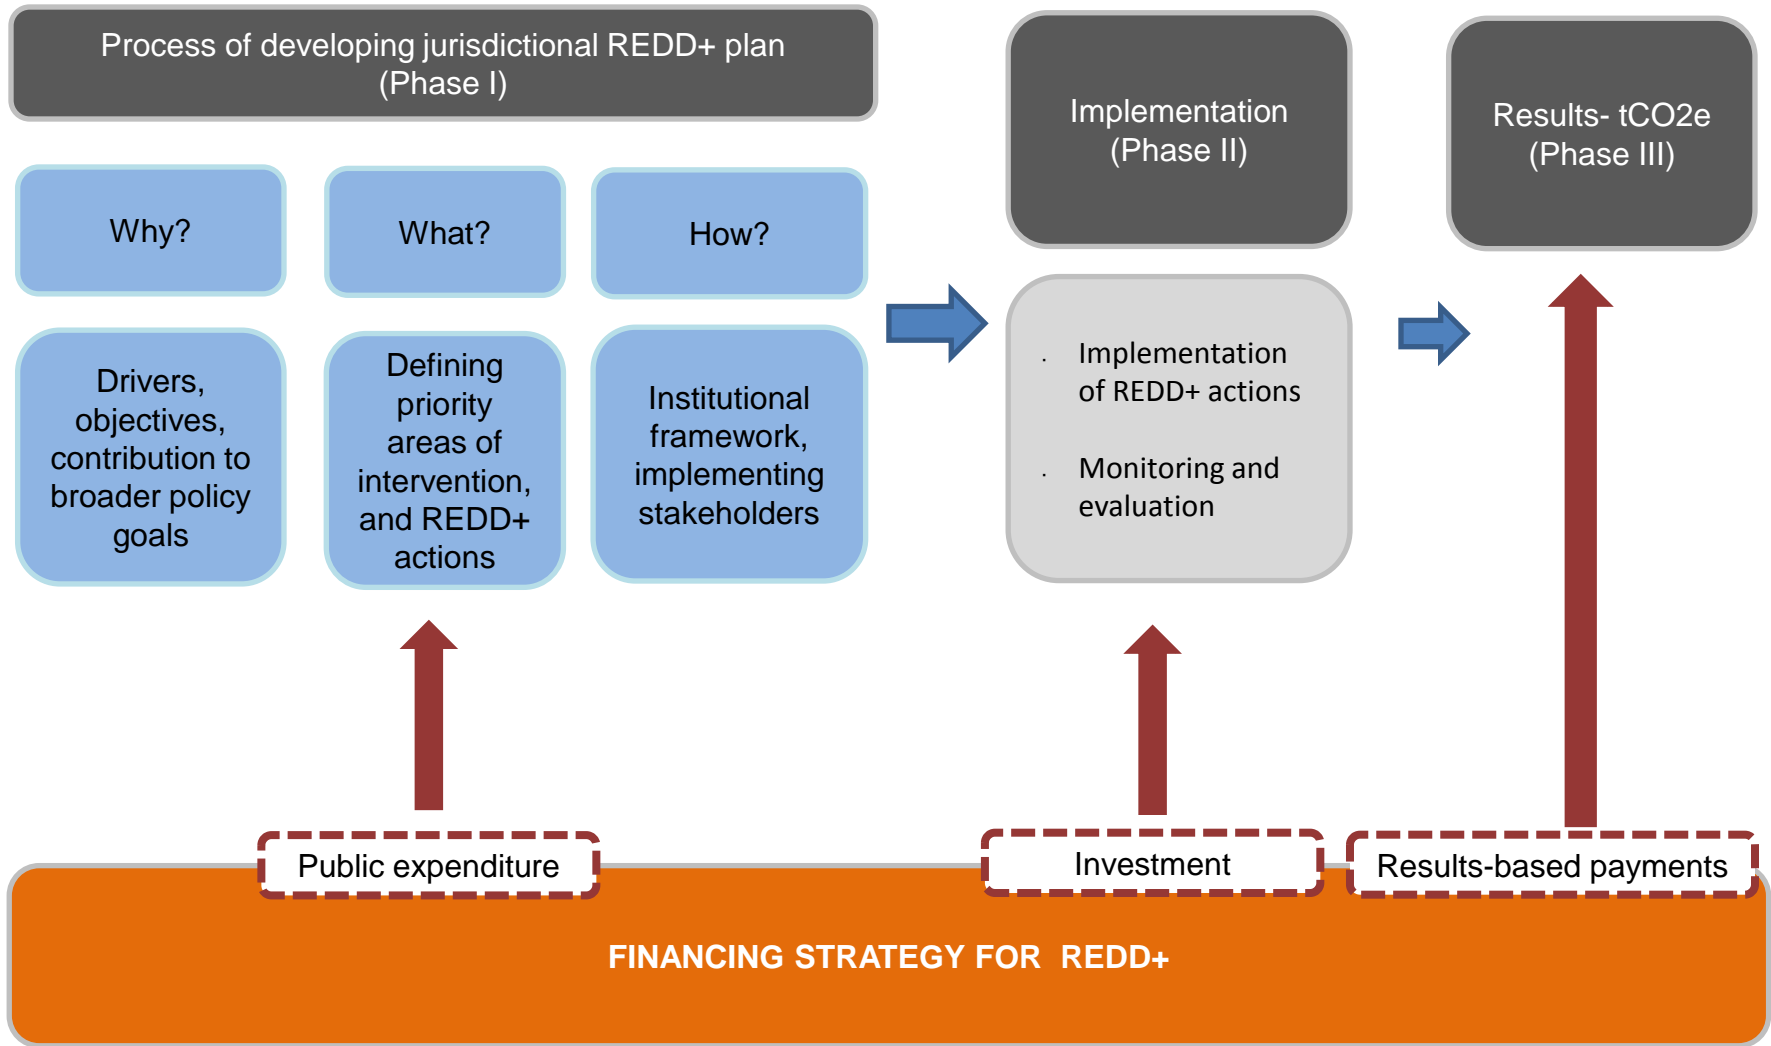 Process of developing jurisdictional REDD+ plan
(Phase I)
Why?
Drivers,
objectives,
contribution to
broader policy
goals
What?
Defining
priority
areas of
intervention,
and REDD+
actions
How?
Institutional
framework,
implementing
stakeholders
Implementation
(Phase II)
· Implementation
of REDD+ actions
· Monitoring and
evaluation
Results- tCO2e
(Phase III)
Public expenditure
Investment
Results-based payments
FINANCING STRATEGY FOR REDD+